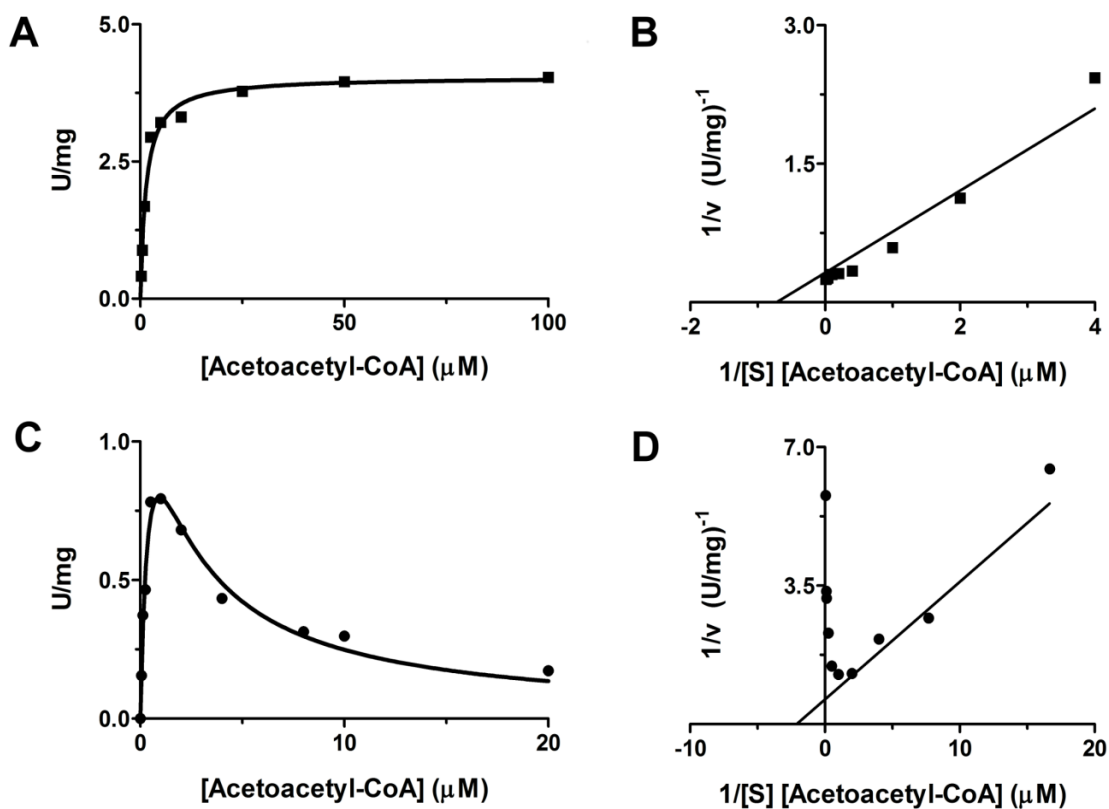 A
5.0
2.5
0.0
U/mg
0
50
100
[Acetoacetyl-CoA] (μM)
B
3.0
1.5
1/v (U/mg)-1
-2
0
2
4
1/[S] [Acetoacetyl-CoA] (μM)
C
1.0
0.5
0.0
U/mg
0
10
20
[Acetoacetyl-CoA] (μM)
D
7.0
3.5
1/v (U/mg)-1
-10
0
10
20
1/[S] [Acetoacetyl-CoA] (μM)